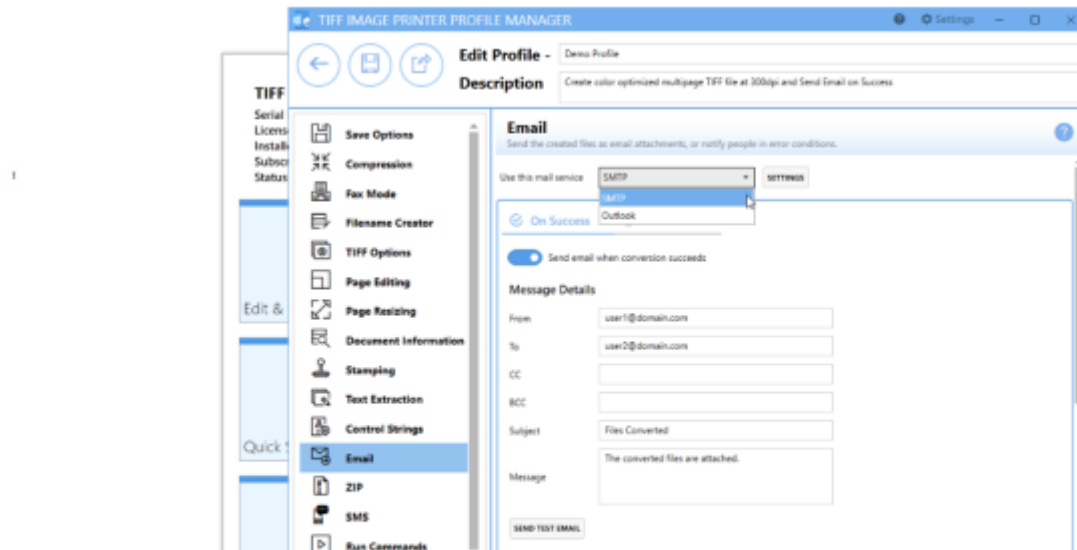 TIFF IMAGE PRINTER PROFILE MANAGER
Settings
Edit Profile - Demo Profile
Description Create color optimized multipage TIFF file at 300dpi and Send Email on Success
TIFF
Serial
Licens
Install
Subscr
Status
1
Edit &
Quick
Save Options
Compression
Fax Mode
Filename Creator
TIFF Options
Page Editing
Page Resizing
Document Information
Stamping
Text Extraction
Control Strings
Email
ZIP
SMS
Run Commands
Email
Send the created files as email attachments, or notify people in error conditions.
Use this mail service SMTP SETTINGS
SMTP
Outlook
On Success
Send email when conversion succeeds
Message Details
From user1@domain.com
To user2@domain.com
CC
BCC
Subject Files Converted
Message The converted files are attached.
SEND TEST EMAIL